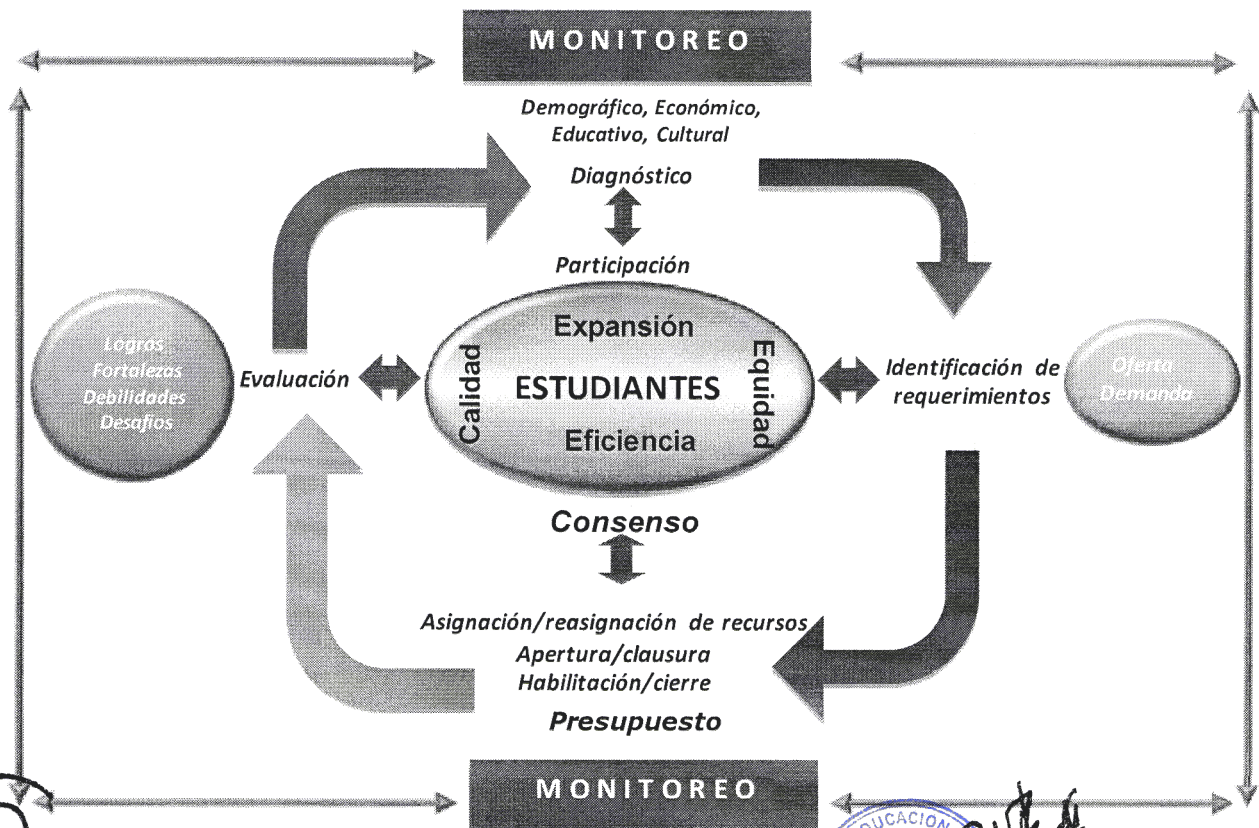 MONITOREO
Demográfico, Económico,
Educativo, Cultural
Diagnóstico
Participación
Expansión
Calidad
ESTUDIANTES
Equidad
Eficiencia
Logros
Fortalezas
Debilidades
Desafíos
Evaluación
Identificación de
requerimientos
Oferta
Demanda
Consenso
Asignación/reasignación de recursos
Apertura/clausura
Habilitación/cierre
Presupuesto
MONITOREO
EDUCACION